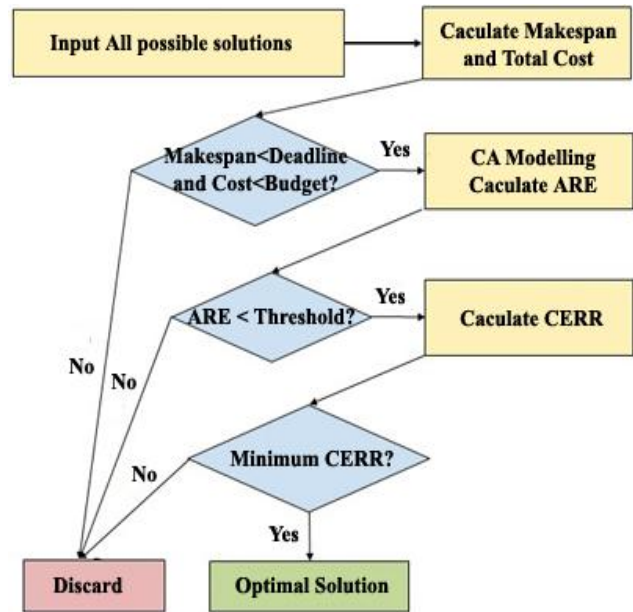 Input All possible solutions
Caculate Makespan
and Total Cost
Makespan<Deadline
and Cost<Budget?
Yes
CA Modelling
Caculate ARE
ARE < Threshold?
Yes
Caculate CERR
No
No
No
Minimum CERR?
Yes
Discard
Optimal Solution